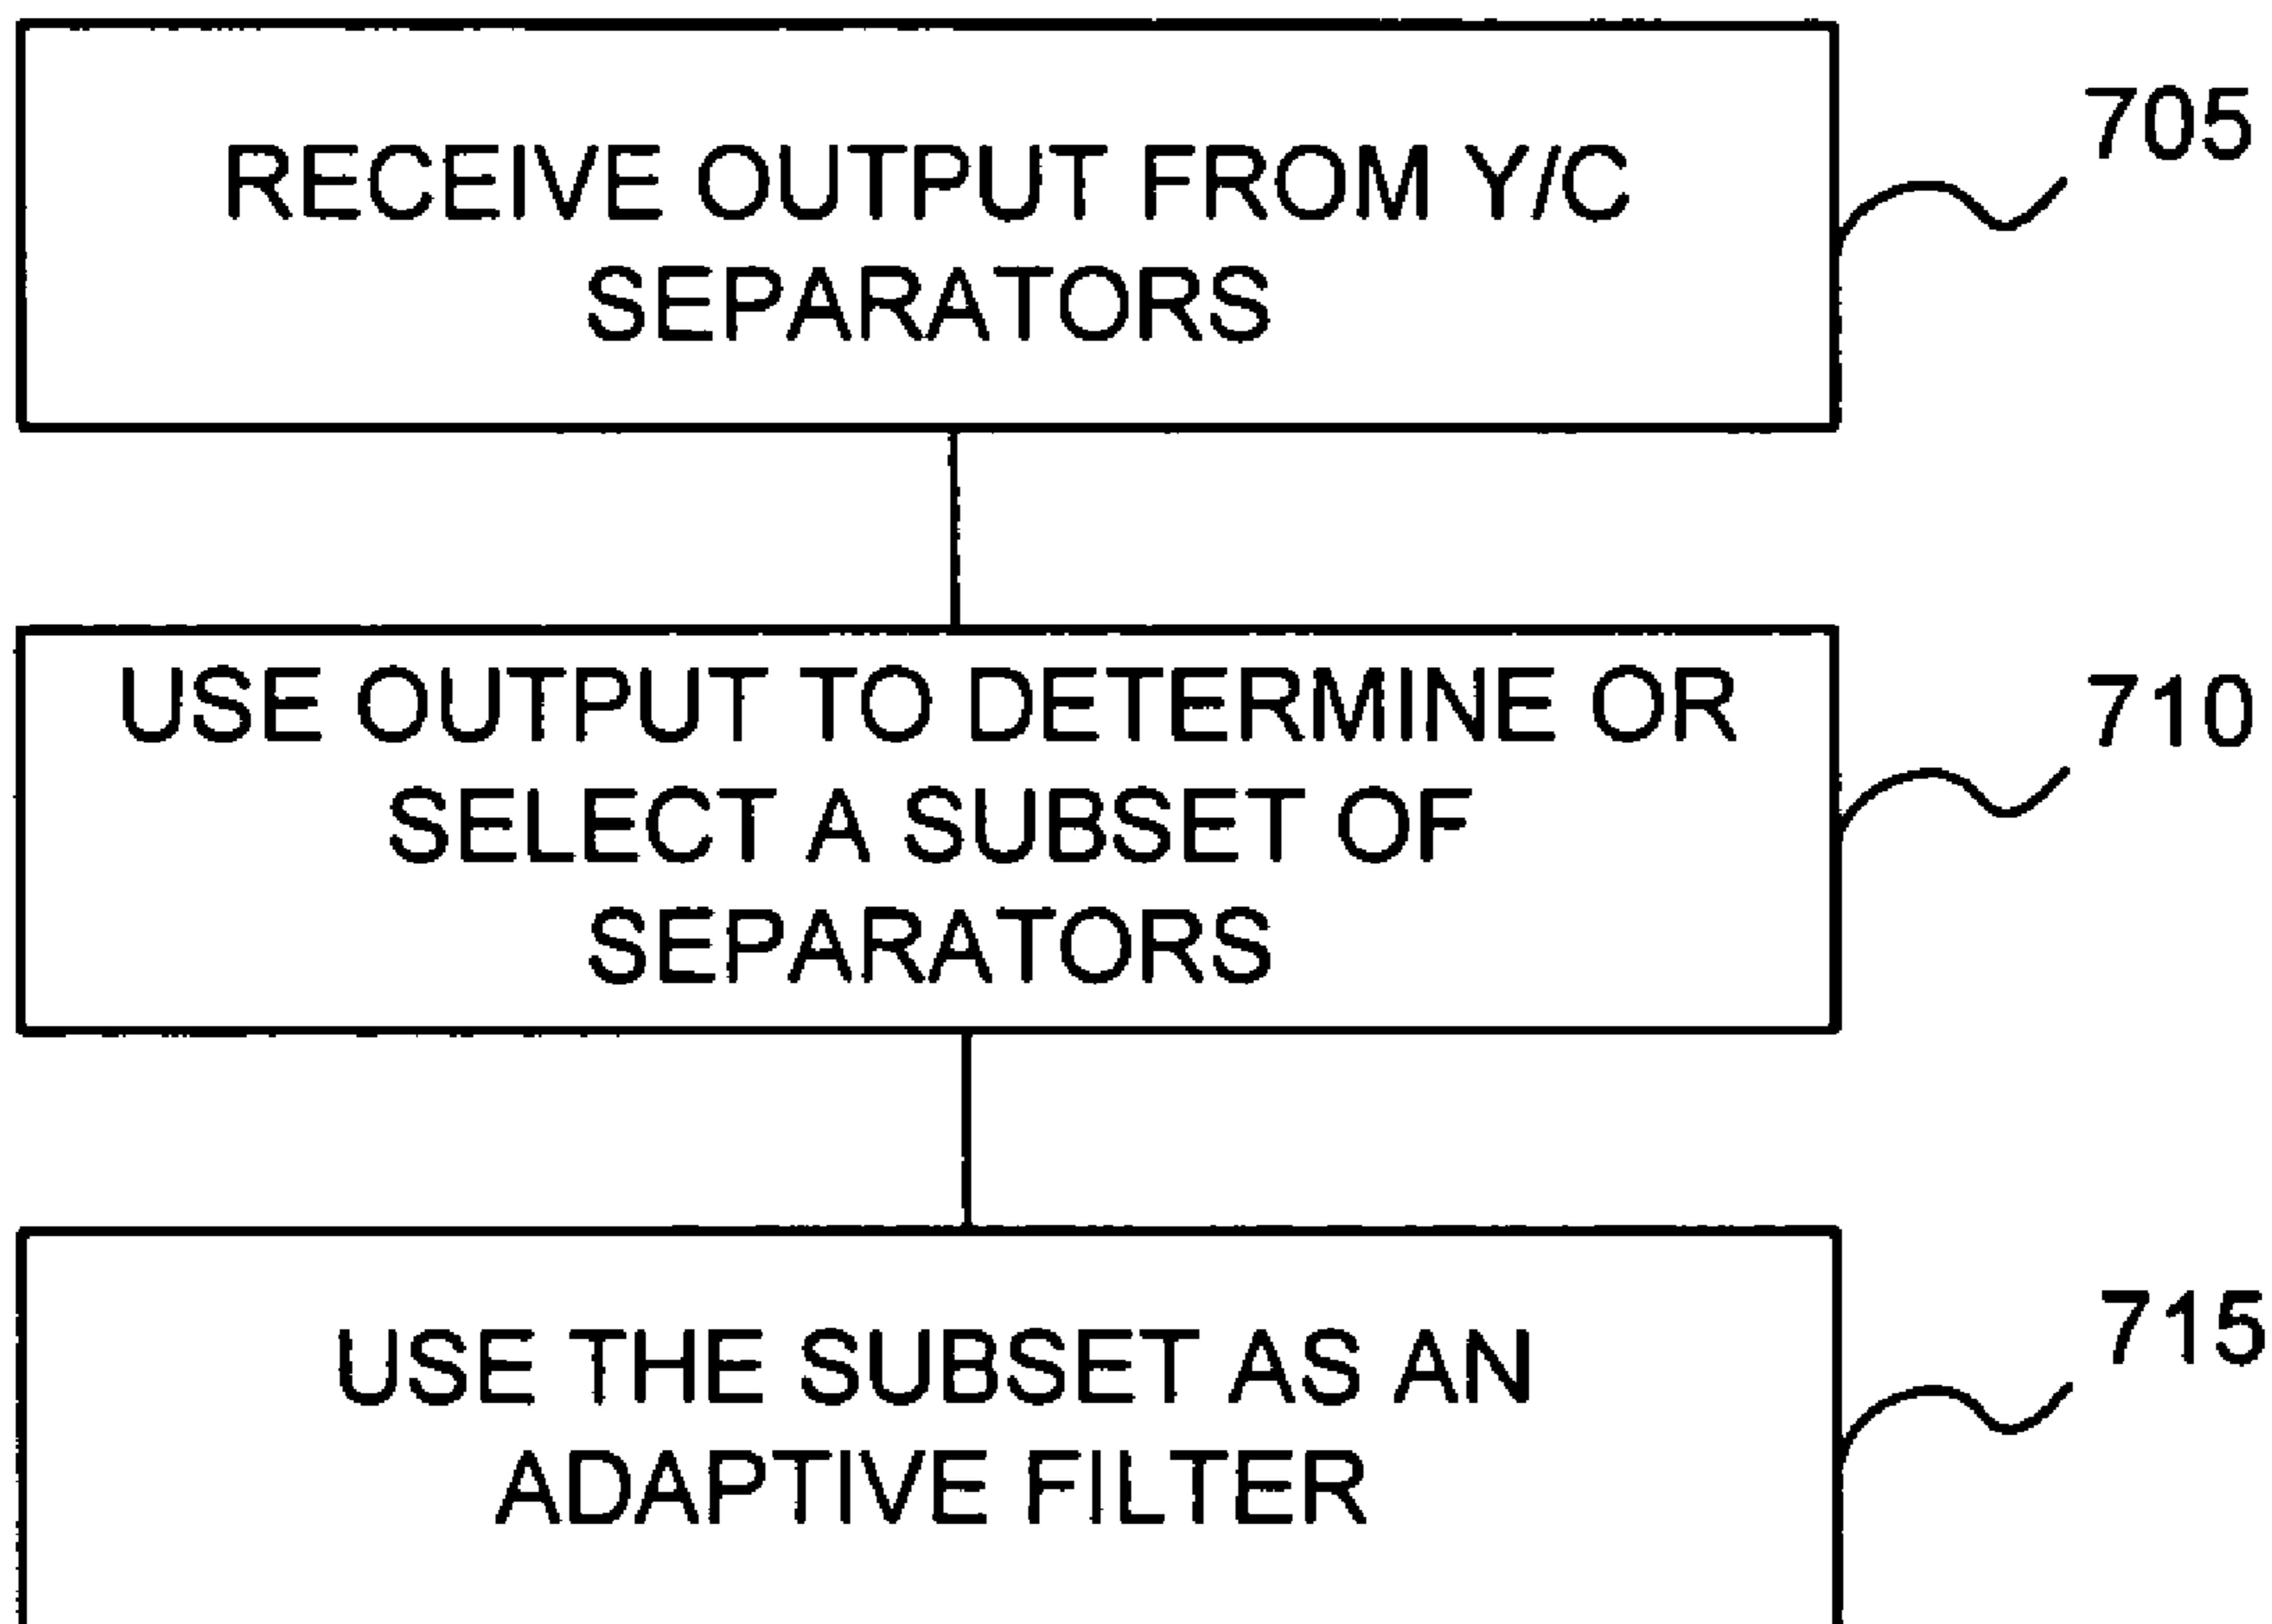 RECEIVE OUTPUT FROM Y/C
SEPARATORS
705
USE OUTPUT TO DETERMINE OR
SELECT A SUBSET OF
SEPARATORS
710
USE THE SUBSET AS AN
ADAPTIVE FILTER
715